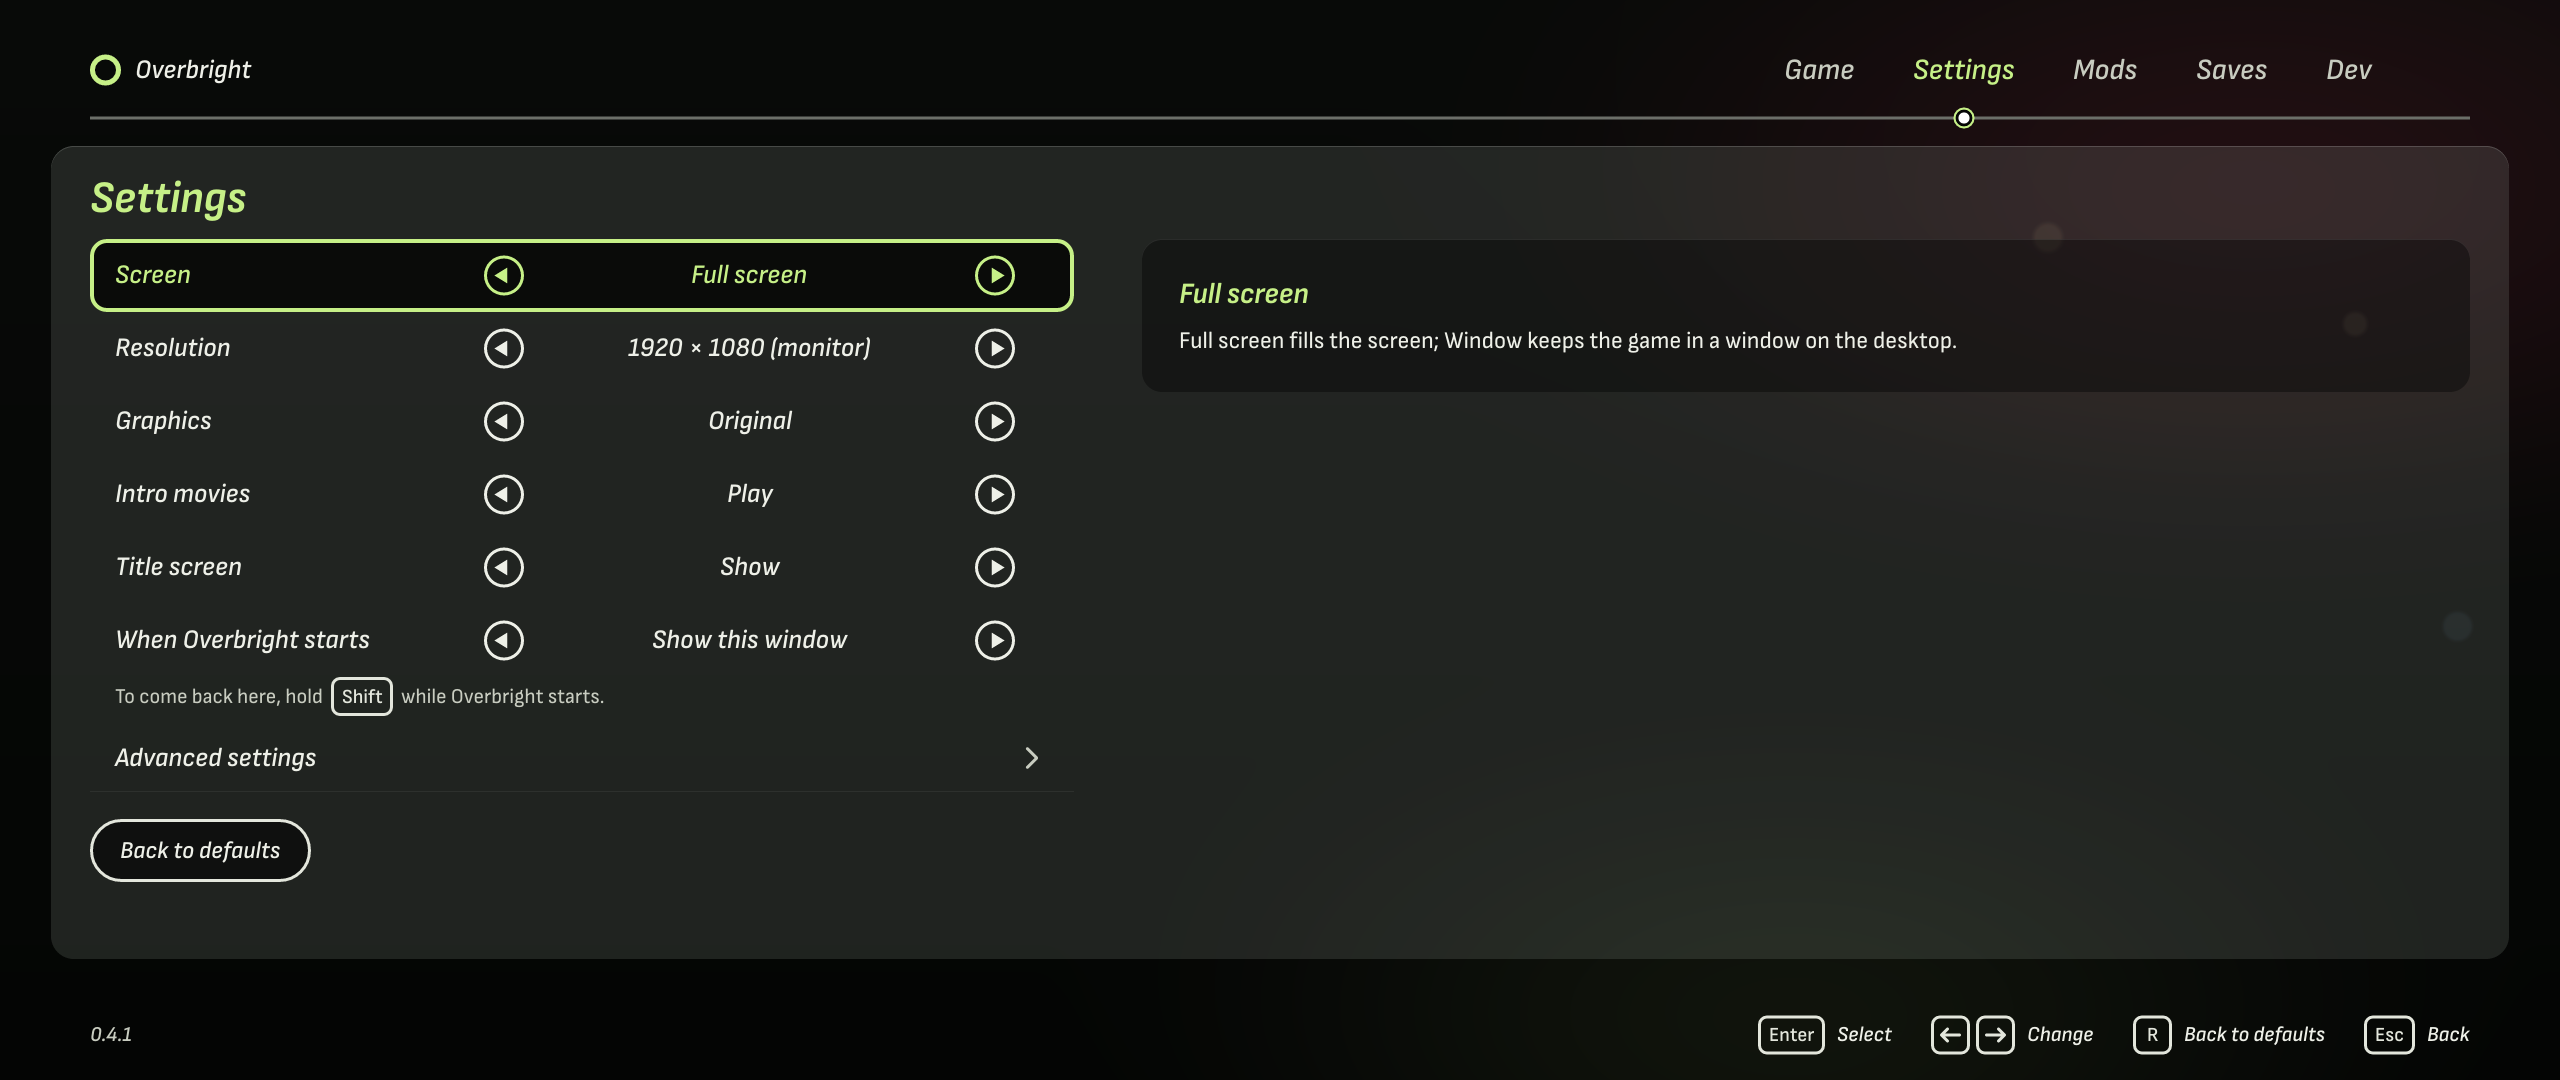 Overbright
Game Settings Mods Saves Dev
Settings
Screen Full screen
Resolution 1920 × 1080 (monitor)
Graphics Original
Intro movies Play
Title screen Show
When Overbright starts Show this window
To come back here, hold Shift while Overbright starts.
Advanced settings
Back to defaults
Full screen
Full screen fills the screen; Window keeps the game in a window on the desktop.
0.4.1
Enter Select ← → Change R Back to defaults Esc Back